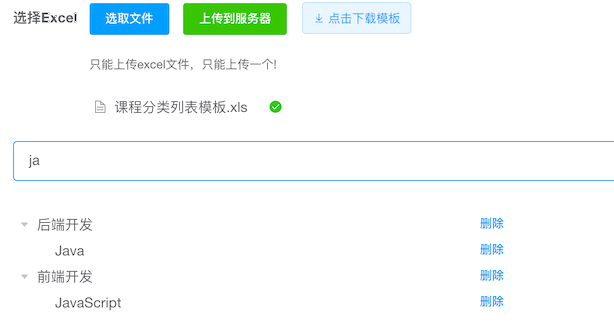 选择Excel 选取文件 上传到服务器 点击下载模板
只能上传excel文件，只能上传一个!
课程分类列表模板.xls
ja
后端开发 删除
Java 删除
前端开发 删除
JavaScript 删除